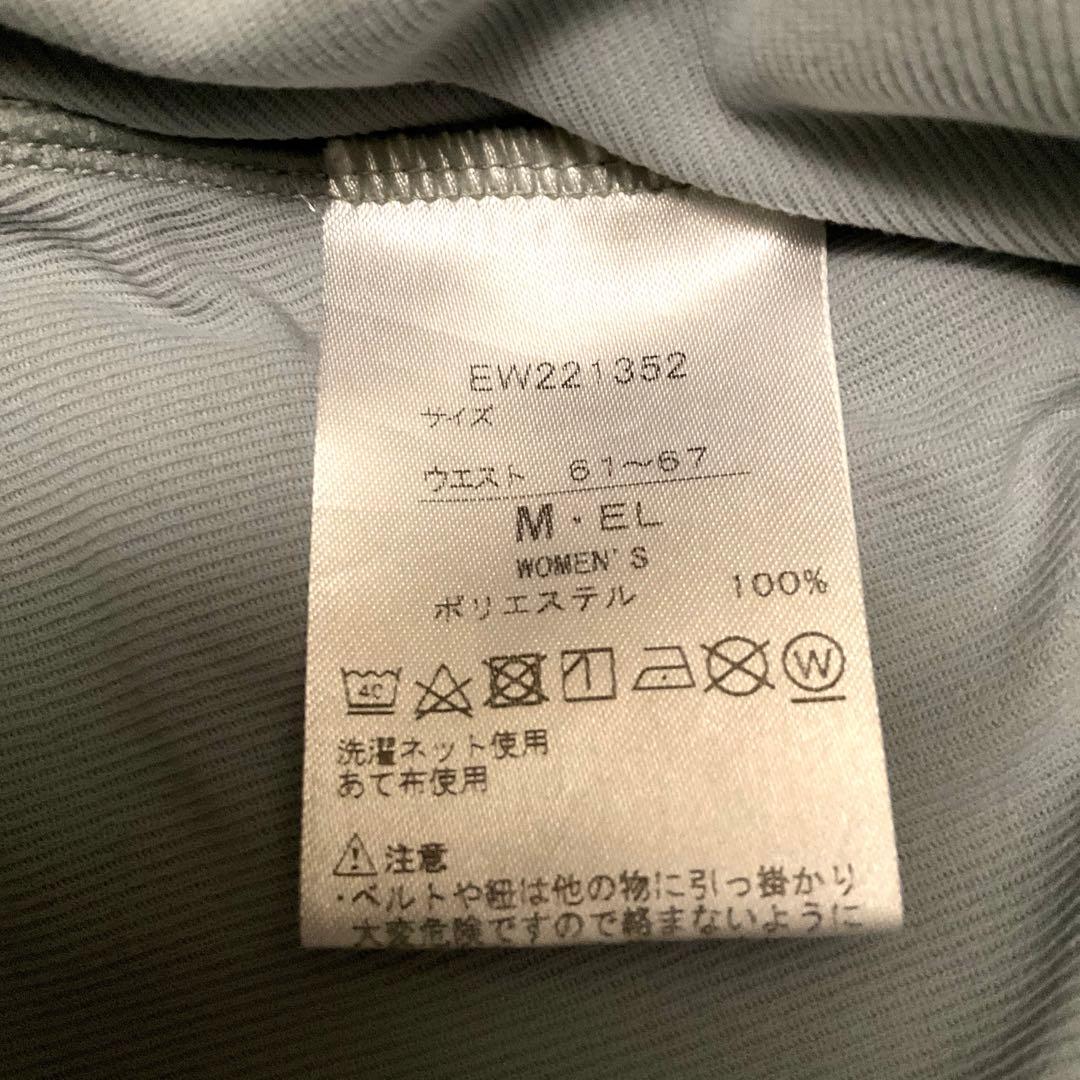 EW221352
サイズ
ウエスト 61~67
M・EL
WOMEN'S
ポリエステル 100%
40 W
洗濯ネット使用
あて布使用
注意
・ベルトや紐は他の物に引っ掛かり
大変危険ですので絡まないように